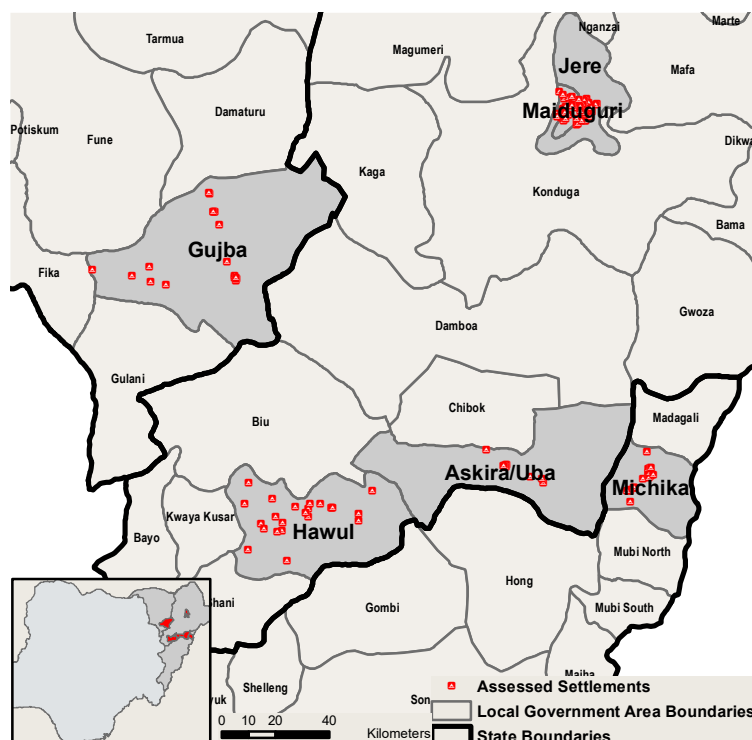 Tarmua
Nganzai
Marte
Magumeri
Jere
Mafa
Damaturu
Maiduguri
Potiskum
Fune
Dikwa
Kaga
Konduga
Bama
Gujba
Fika
Gwoza
Damboa
Gulani
Chibok
Madagali
Biu
Askira/Uba
Michika
Kwaya Kusar
Hawul
Bayo
Mubi North
Hong
Gombi
Mubi South
Shelleng
Assessed Settlements
Local Government Area Boundaries
0 10 20 40
Kilometers
State Boundaries